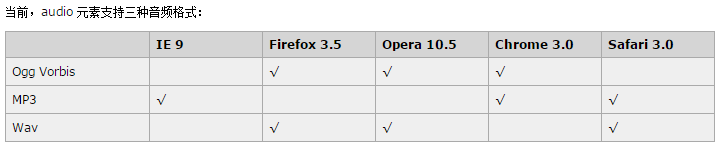 当前，audio 元素支持三种音频格式：
IE 9 Firefox 3.5 Opera 10.5 Chrome 3.0 Safari 3.0
Ogg Vorbis √ √ √
MP3 √ √ √
Wav √ √ √